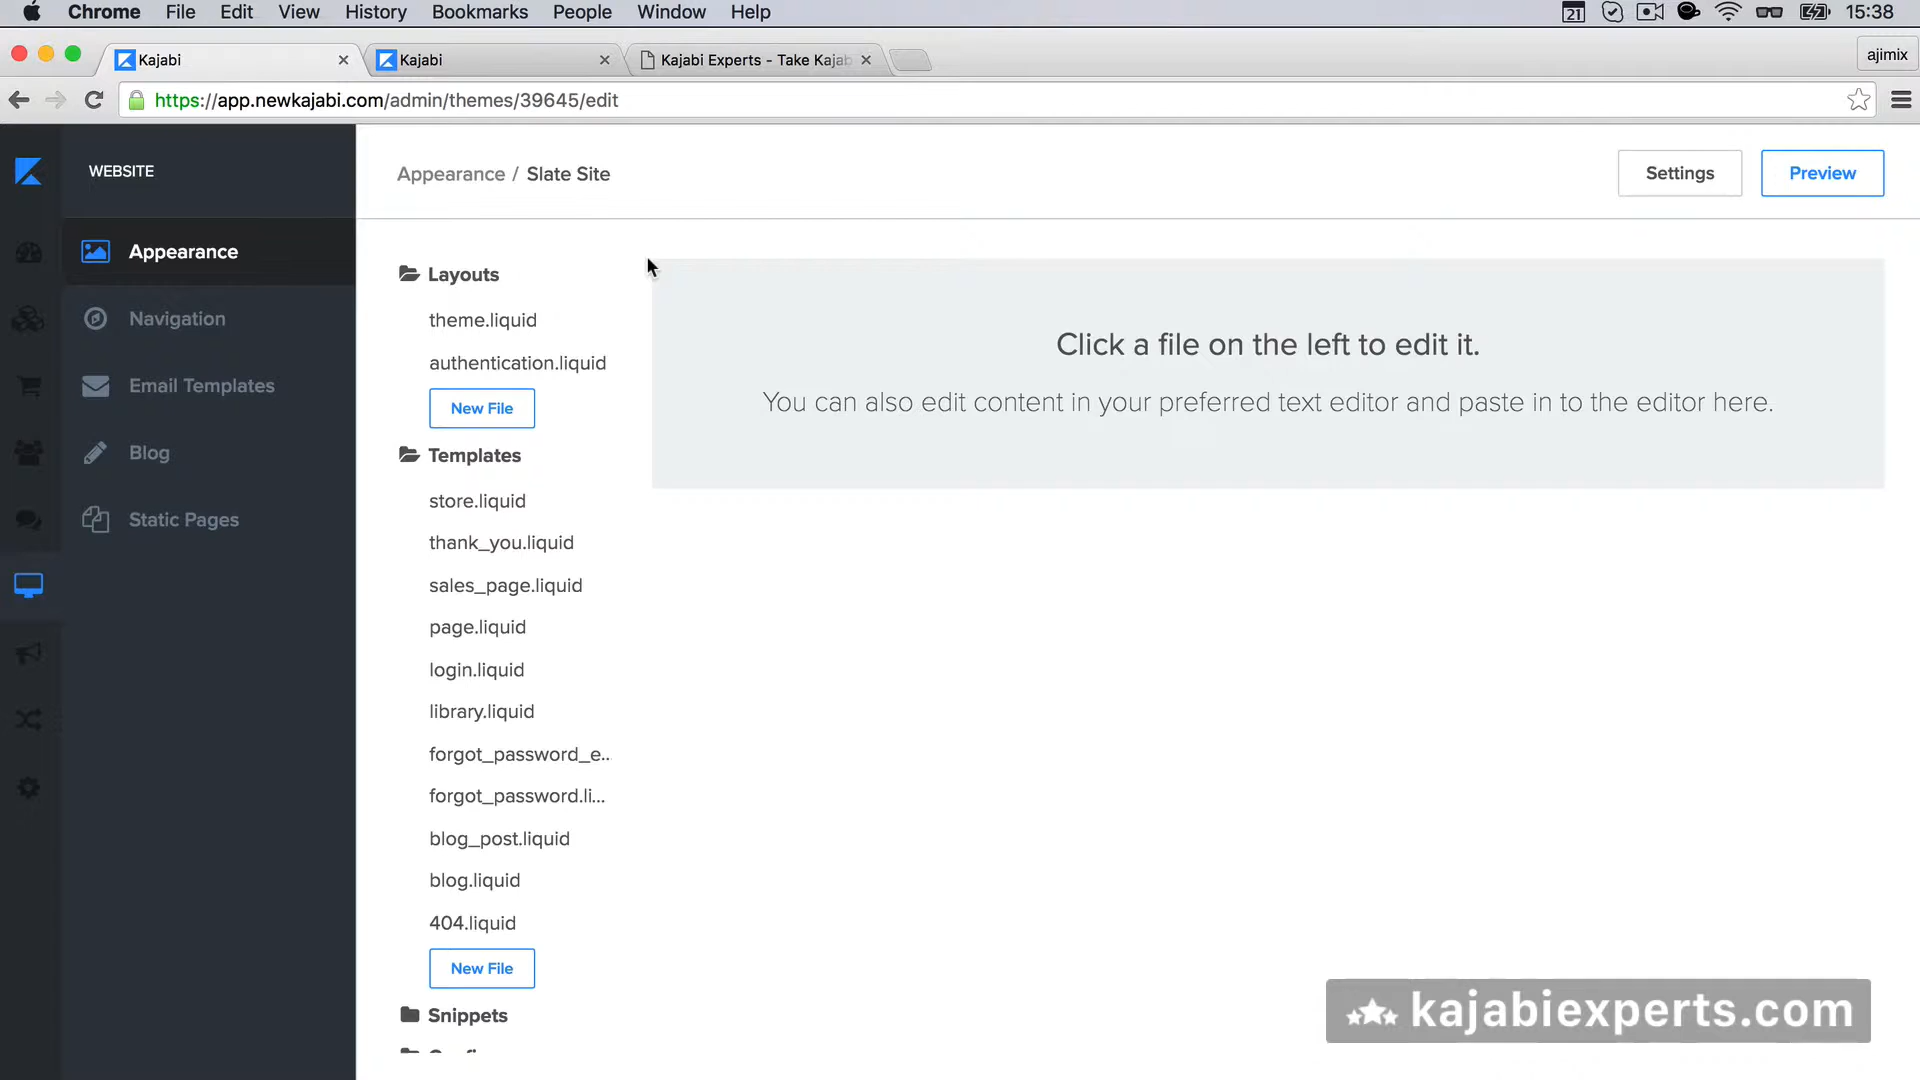 Chrome File Edit View History Bookmarks People Window Help 21 15:38
Kajabi Kajabi Kajabi Experts - Take Kajab ajimix
https://app.newkajabi.com/admin/themes/39645/edit
WEBSITE
Appearance
Navigation
Email Templates
Blog
Static Pages
Appearance / Slate Site
Settings
Preview
Layouts
theme.liquid
authentication.liquid
New File
Templates
store.liquid
thank_you.liquid
sales_page.liquid
page.liquid
login.liquid
library.liquid
forgot_password_e..
forgot_password.li...
blog_post.liquid
blog.liquid
404.liquid
New File
Snippets
Click a file on the left to edit it.
You can also edit content in your preferred text editor and paste in to the editor here.
kajabiexperts.com